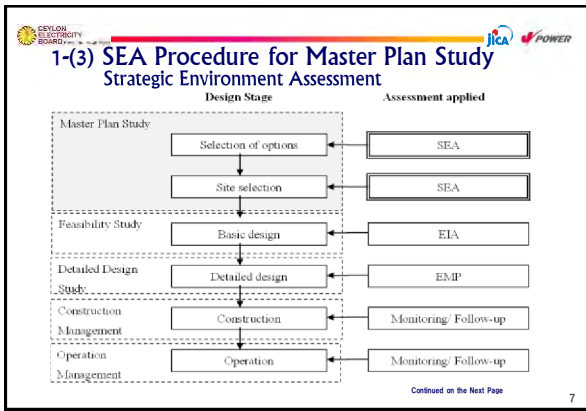 CEYLON
ELECTRICITY
BOARD
jica POWER
1-(3) SEA Procedure for Master Plan Study
Strategic Environment Assessment
Design Stage Assessment applied
Master Plan Study
Selection of options SEA
Site selection SEA
Feasibility Study
Basic design EIA
Detailed Design
Study
Detailed design EMP
Construction
Management
Construction Monitoring/ Follow-up
Operation
Management
Operation Monitoring/ Follow-up
Continued on the Next Page
7